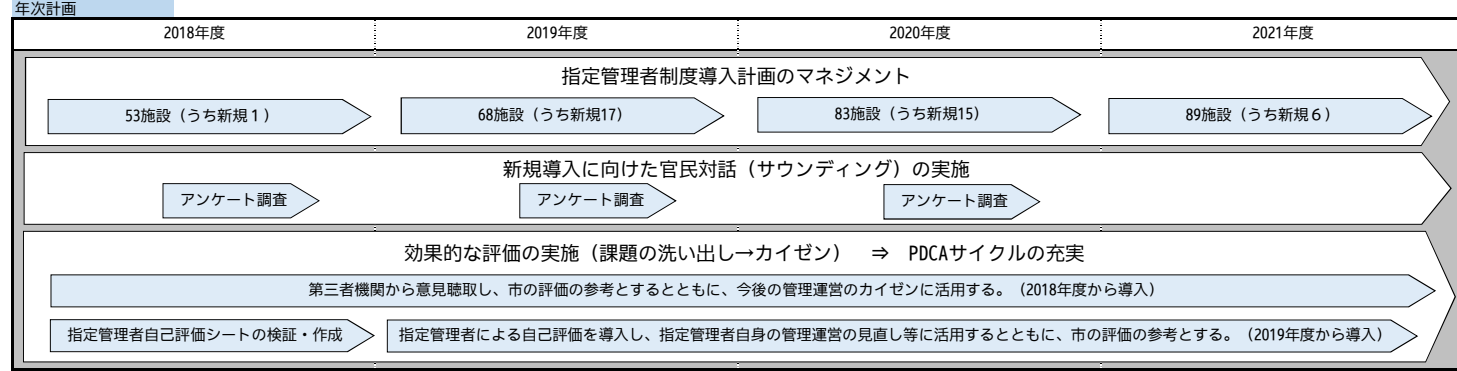 年次計画
2018年度
2019年度
2020年度
2021年度
指定管理者制度導入計画のマネジメント
53施設（うち新規１）
68施設（うち新規17）
83施設（うち新規15）
89施設（うち新規６）
新規導入に向けた官民対話（サウンディング）の実施
アンケート調査
アンケート調査
アンケート調査
効果的な評価の実施（課題の洗い出し→カイゼン）　⇒　PDCAサイクルの充実
第三者機関から意見聴取し、市の評価の参考とするとともに、今後の管理運営のカイゼンに活用する。（2018年度から導入）
指定管理者自己評価シートの検証・作成
指定管理者による自己評価を導入し、指定管理者自身の管理運営の見直し等に活用するとともに、市の評価の参考とする。（2019年度から導入）